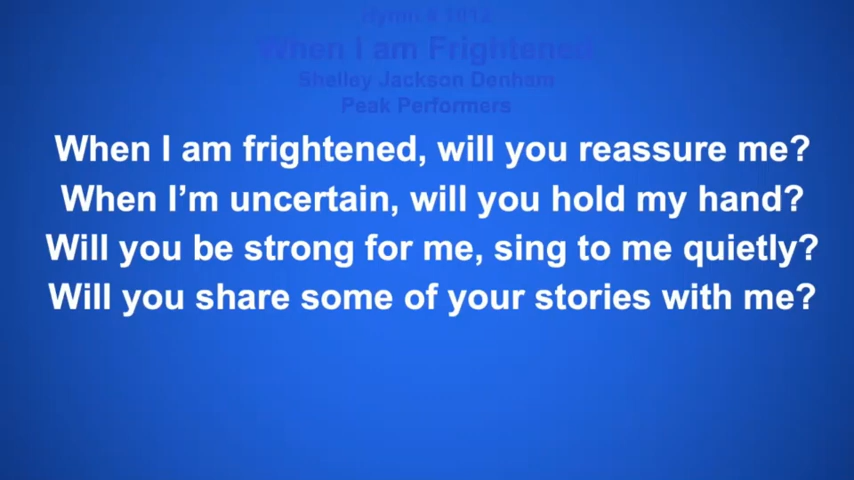 Hymn # 1012
When I am Frightened
Shelley Jackson Denham
Peak Performers
When I am frightened, will you reassure me?
When I’m uncertain, will you hold my hand?
Will you be strong for me, sing to me quietly?
Will you share some of your stories with me?